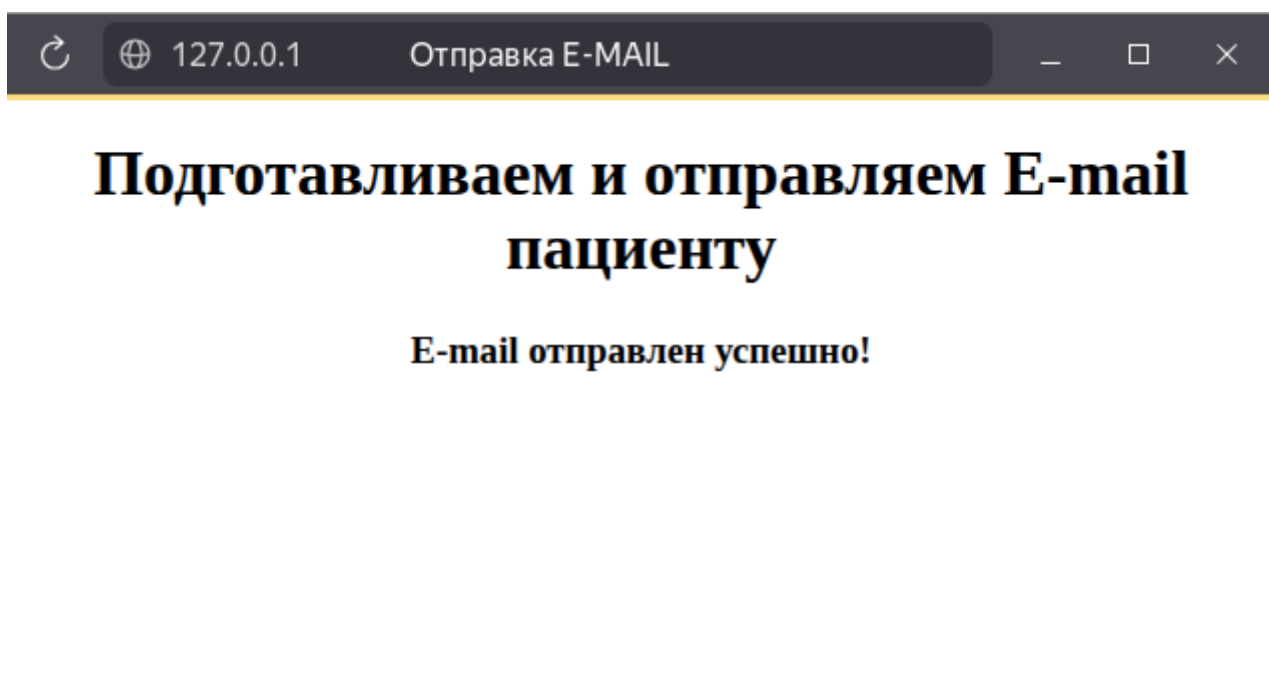 127.0.0.1 Отправка E-MAIL
Подготавливаем и отправляем E-mail
пациенту
E-mail отправлен успешно!